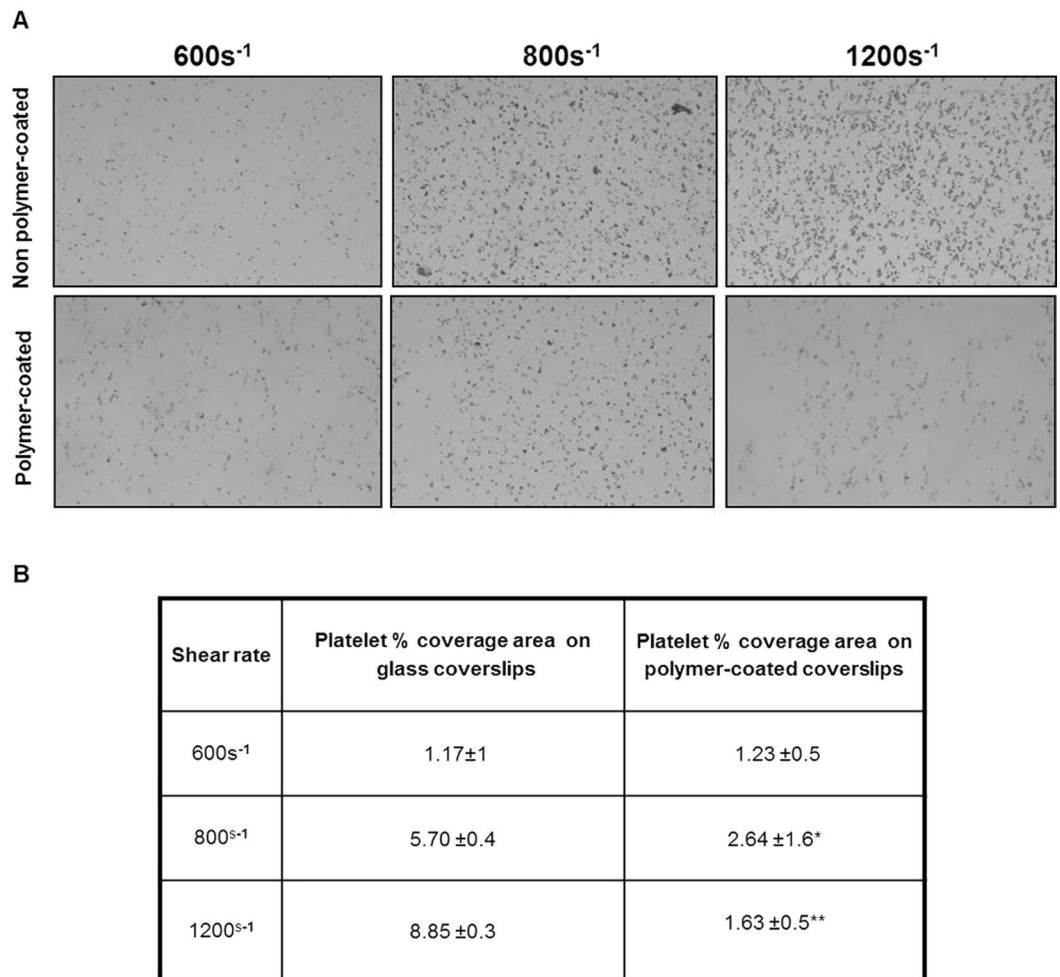 A
600s⁻¹ 800s⁻¹ 1200s⁻¹
Non polymer-coated
Polymer-coated
B
Shear rate
Platelet % coverage area on
glass coverslips
Platelet % coverage area on
polymer-coated coverslips
600s⁻¹ 1.17±1 1.23 ±0.5
800ˢ⁻¹ 5.70 ±0.4 2.64 ±1.6*
1200ˢ⁻¹ 8.85 ±0.3 1.63 ±0.5**